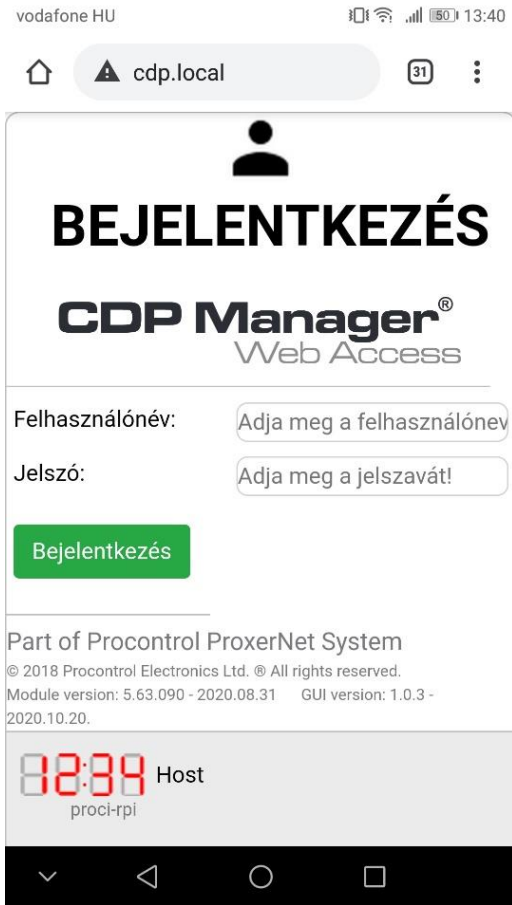 vodafone HU 50 13:40
cdp.local 31
BEJELENTKEZÉS
CDP Manager®
Web Access
Felhasználónév: Adja meg a felhasználónev
Jelszó: Adja meg a jelszavát!
Bejelentkezés
Part of Procontrol ProxerNet System
© 2018 Procontrol Electronics Ltd. ® All rights reserved.
Module version: 5.63.090 - 2020.08.31 GUI version: 1.0.3 -
2020.10.20.
12:34 Host
proci-rpi